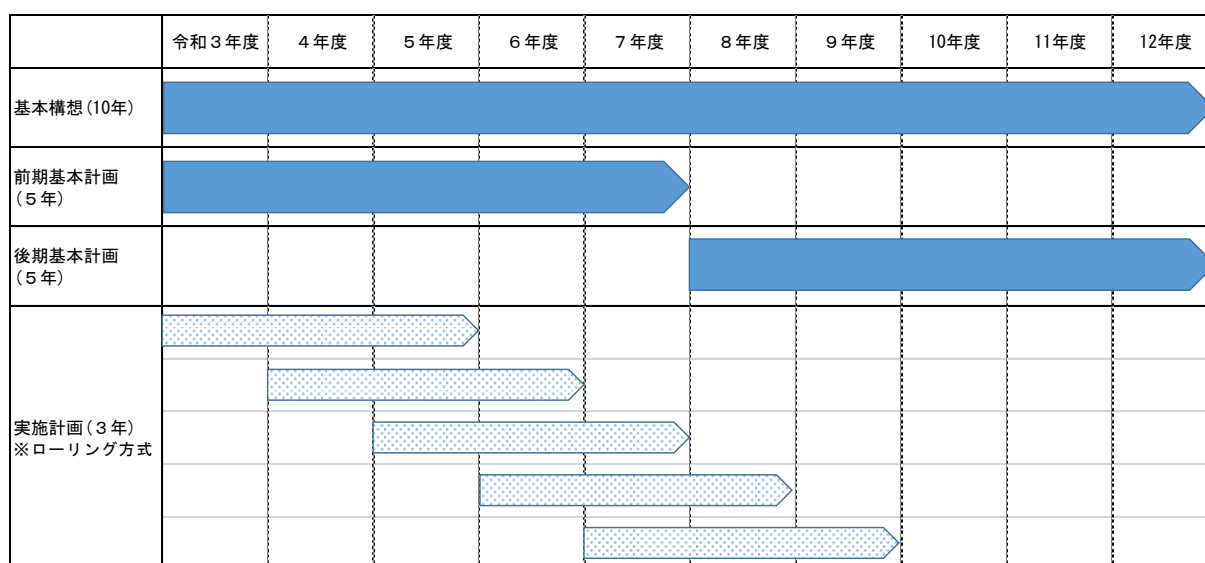 令和３年度 ４年度 ５年度 ６年度 ７年度 ８年度 ９年度 10年度 11年度 12年度
基本構想(10年)
前期基本計画
(５年)
後期基本計画
(５年)
実施計画(３年)
※ローリング方式